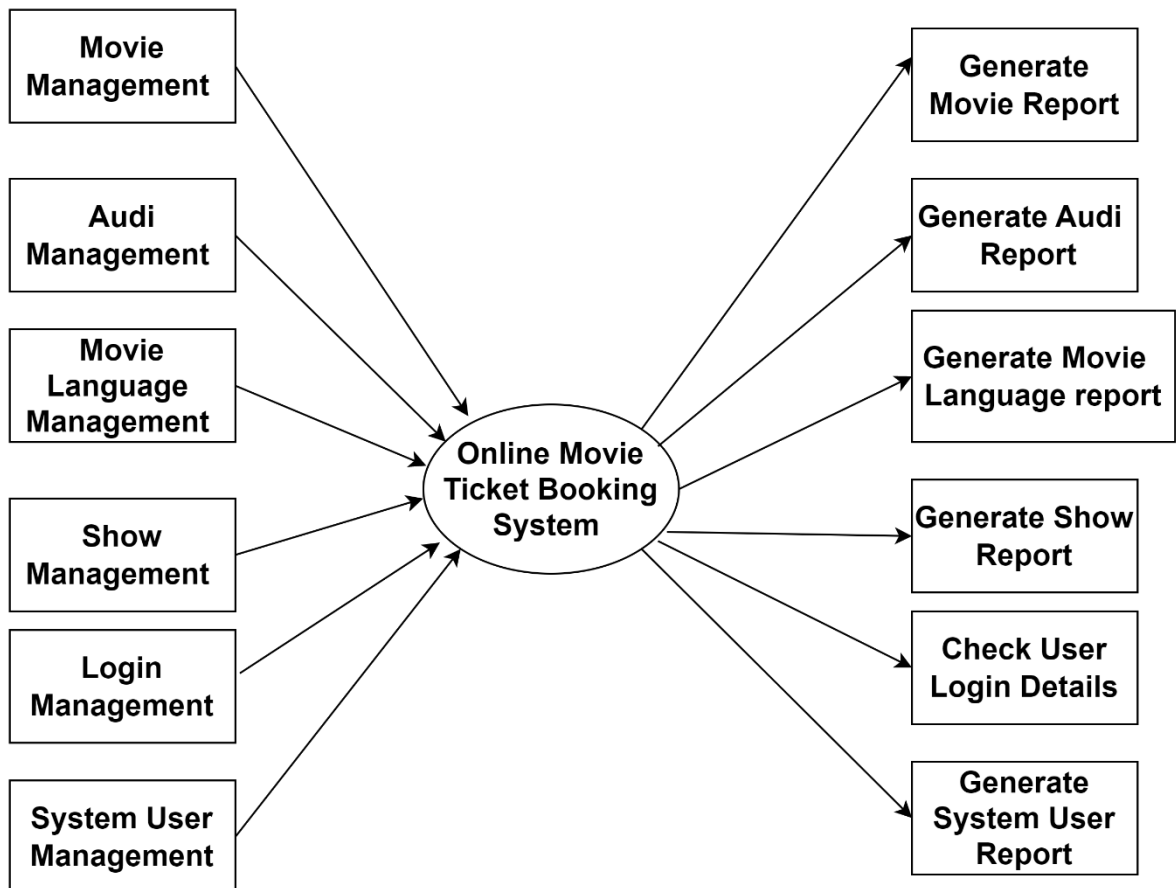 Movie
Management
Audi
Management
Movie
Language
Management
Show
Management
Login
Management
System User
Management
Online Movie
Ticket Booking
System
Generate
Movie Report
Generate Audi
Report
Generate Movie
Language report
Generate Show
Report
Check User
Login Details
Generate
System User
Report